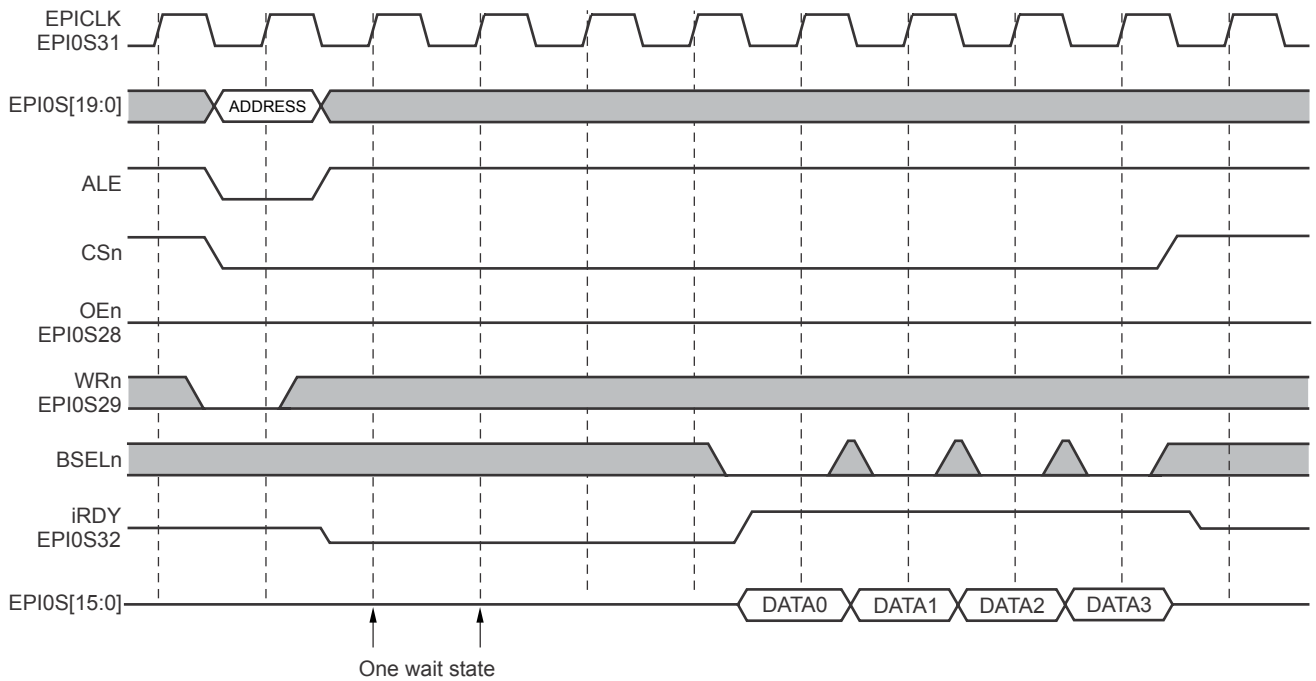 EPICLK
EPI0S31
EPI0S[19:0]
ADDRESS
ALE
CSn
OEn
EPI0S28
WRn
EPI0S29
BSELn
iRDY
EPI0S32
EPI0S[15:0]
DATA0
DATA1
DATA2
DATA3
One wait state